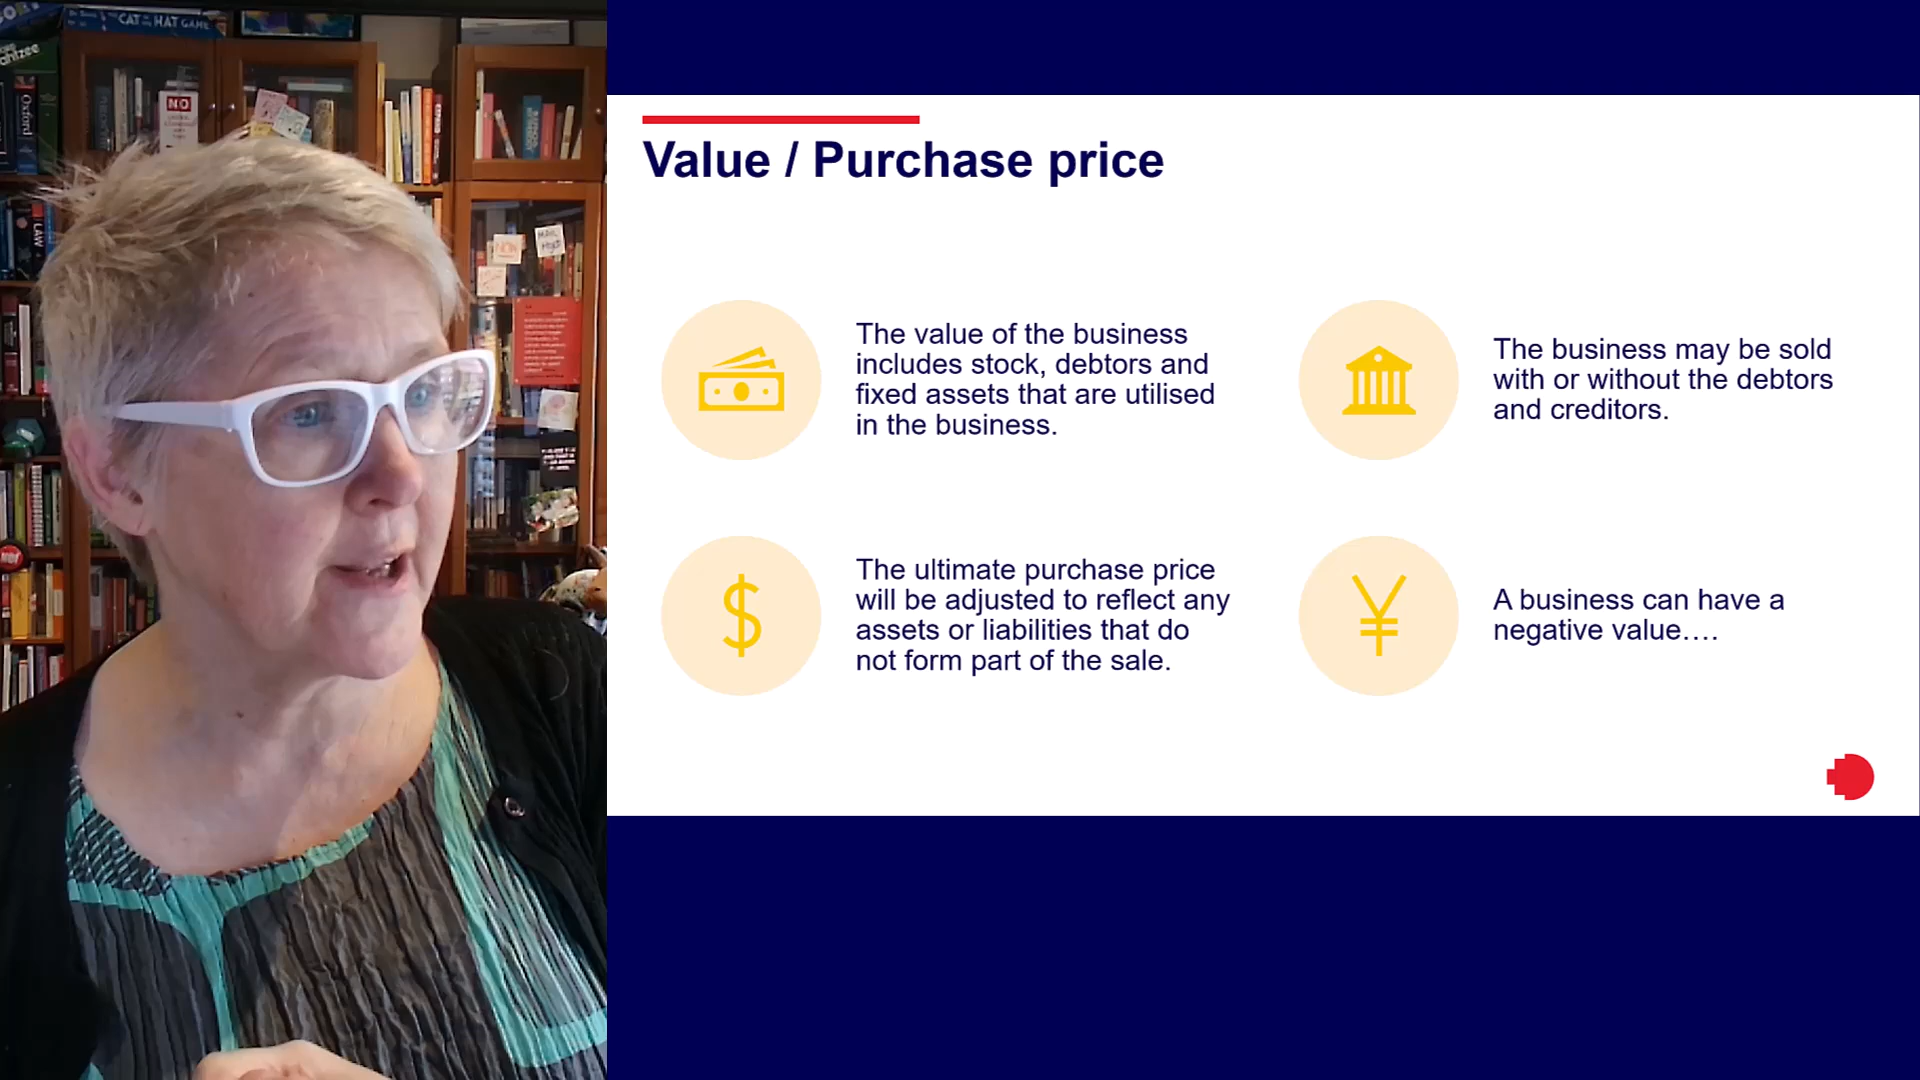 CAT in the HAT GAME
Oxford
NO
LAW
Value / Purchase price
The value of the business
includes stock, debtors and
fixed assets that are utilised
in the business.
The business may be sold
with or without the debtors
and creditors.
The ultimate purchase price
will be adjusted to reflect any
assets or liabilities that do
not form part of the sale.
A business can have a
negative value….